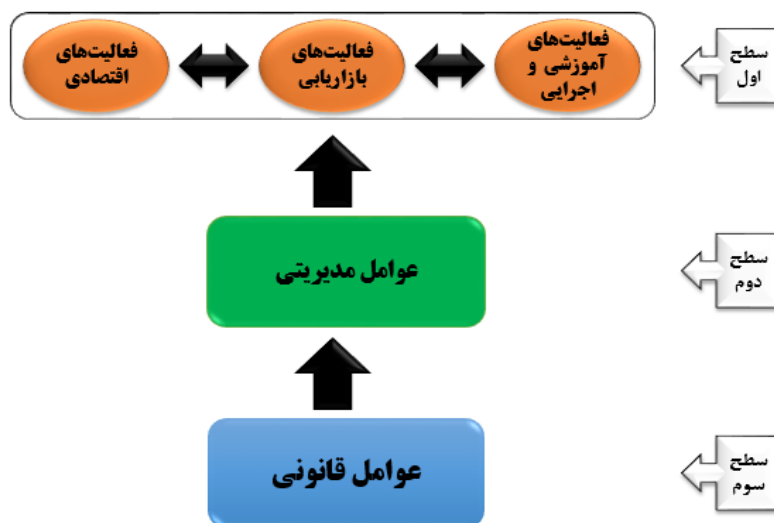 فعالیت‌های
آموزشی و
اجرایی
فعالیت‌های
بازاریابی
فعالیت‌های
اقتصادی
سطح
اول
عوامل مدیریتی
سطح
دوم
عوامل قانونی
سطح
سوم